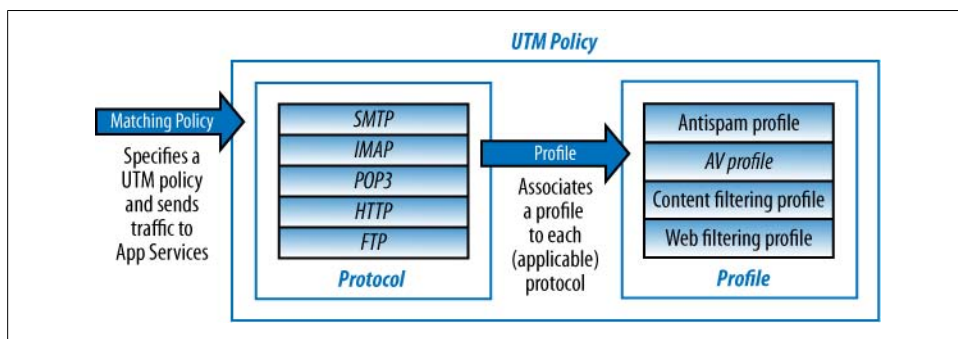 UTM Policy
Matching Policy
Specifies a
UTM policy
and sends
traffic to
App Services
SMTP
IMAP
POP3
HTTP
FTP
Protocol
Profile
Associates
a profile
to each
(applicable)
protocol
Antispam profile
AV profile
Content filtering profile
Web filtering profile
Profile